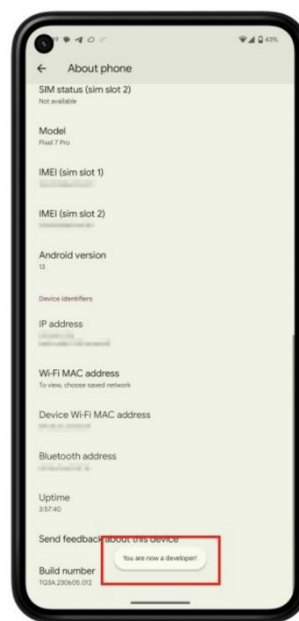 43%
About phone
SIM status (sim slot 2)
Not available
Model
Pixel 7 Pro
IMEI (sim slot 1)
IMEI (sim slot 2)
Android version
13
Device identifiers
IP address
Wi-Fi MAC address
To view, choose saved network
Device Wi-Fi MAC address
Bluetooth address
Uptime
3:57:40
Send feedback about this device
You are now a developer!
Build number
TQ3A.230605.012